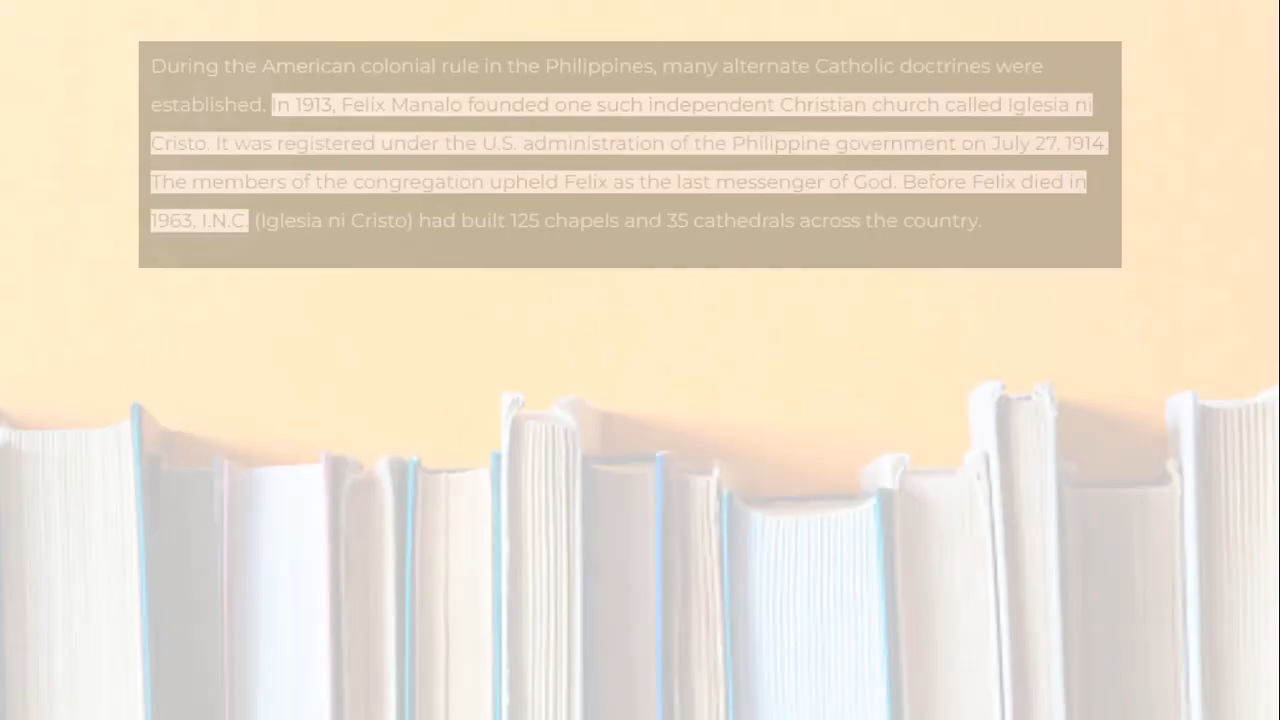 During the American colonial rule in the Philippines, many alternate Catholic doctrines were
established. In 1913, Felix Manalo founded one such independent Christian church called Iglesia ni
Cristo. It was registered under the U.S. administration of the Philippine government on July 27, 1914.
The members of the congregation upheld Felix as the last messenger of God. Before Felix died in
1963, I.N.C. (Iglesia ni Cristo) had built 125 chapels and 35 cathedrals across the country.